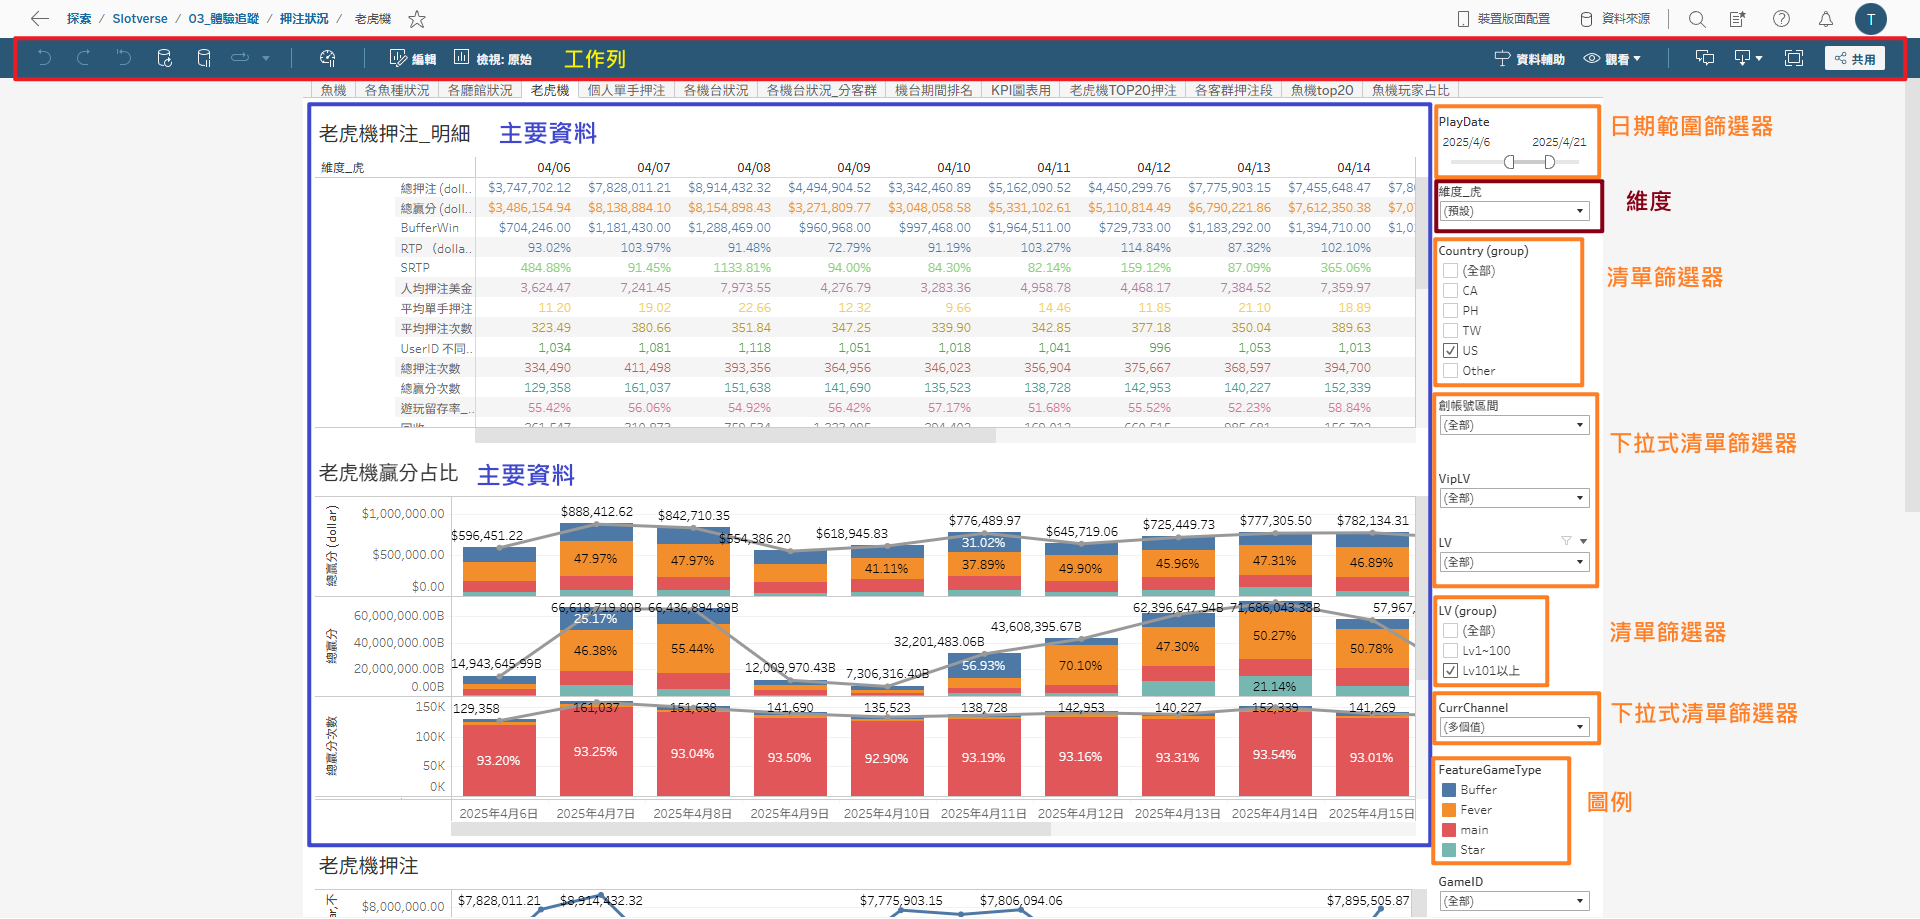 探索 / Slotverse / 03_體驗追蹤 / 押注狀況 / 老虎機
裝置版面配置 資料來源 T
編輯 檢視: 原始 工作列 資料輔助 觀看 共用
魚機 各魚種狀況 各廳館狀況 老虎機 個人單手押注 各機台狀況 各機台狀況_分客群 機台期間排名 KPI圖表用 老虎機TOP20押注 各客群押注段 魚機top20 魚機玩家占比
老虎機押注_明細 主要資料
維度_虎 04/06 04/07 04/08 04/09 04/10 04/11 04/12 04/13 04/14
總押注 (doll.. $3,747,702.12 $7,828,011.21 $8,914,432.32 $4,494,904.52 $3,342,460.89 $5,162,090.52 $4,450,299.76 $7,775,903.15 $7,455,648.47 $7,8
總贏分 (doll.. $3,486,154.94 $8,138,884.10 $8,154,898.43 $3,271,809.77 $3,048,058.58 $5,331,102.61 $5,110,814.49 $6,790,221.86 $7,612,350.38 $7,0
BufferWin $704,246.00 $1,181,430.00 $1,288,469.00 $960,968.00 $997,468.00 $1,964,511.00 $729,733.00 $1,183,292.00 $1,394,710.00 $1,0
RTP （dolla.. 93.02% 103.97% 91.48% 72.79% 91.19% 103.27% 114.84% 87.32% 102.10%
SRTP 484.88% 91.45% 1133.81% 94.00% 84.30% 82.14% 159.12% 87.09% 365.06%
人均押注美金 3,624.47 7,241.45 7,973.55 4,276.79 3,283.36 4,958.78 4,468.17 7,384.52 7,359.97
平均單手押注 11.20 19.02 22.66 12.32 9.66 14.46 11.85 21.10 18.89
平均押注次數 323.49 380.66 351.84 347.25 339.90 342.85 377.18 350.04 389.63
UserID 不同.. 1,034 1,081 1,118 1,051 1,018 1,041 996 1,053 1,013
總押注次數 334,490 411,498 393,356 364,956 346,023 356,904 375,667 368,597 394,700
總贏分次數 129,358 161,037 151,638 141,690 135,523 138,728 142,953 140,227 152,339
遊玩留存率_.. 55.42% 56.06% 54.92% 56.42% 57.17% 51.68% 55.52% 52.23% 58.84%
老虎機贏分占比 主要資料
總贏分 (dollar)
$1,000,000.00
$500,000.00
$0.00
$596,451.22 $888,412.62 $842,710.35 $554,386.20 $618,945.83 $776,489.97 $645,719.06 $725,449.73 $777,305.50 $782,134.31
31.02%
47.97% 47.97% 41.11% 37.89% 49.90% 45.96% 47.31% 46.89%
總贏分
60,000,000.00B
40,000,000.00B
20,000,000.00B
0.00B
14,943,645.99B 66,618,719.80B 66,436,894.89B 12,009,970.43B 7,306,316.40B 32,201,483.06B 43,608,395.67B 62,396,647.94B 71,686,043.38B 57,967,
25.17%
46.38% 55.44% 56.93% 70.10% 47.30% 50.27% 50.78%
21.14%
總贏分次數
150K
100K
50K
0K
129,358 161,037 151,638 141,690 135,523 138,728 142,953 140,227 152,339 141,269
93.20% 93.25% 93.04% 93.50% 92.90% 93.19% 93.16% 93.31% 93.54% 93.01%
2025年4月6日 2025年4月7日 2025年4月8日 2025年4月9日 2025年4月10日 2025年4月11日 2025年4月12日 2025年4月13日 2025年4月14日 2025年4月15日
老虎機押注
ar,不
$8,000,000.00
$7,828,011.21 $8,914,432.32 $7,775,903.15 $7,806,094.06 $7,895,505.87
PlayDate 日期範圍篩選器
2025/4/6 2025/4/21
維度_虎 維度
(預設)
Country (group) 清單篩選器
(全部)
CA
PH
TW
US
Other
創帳號區間
(全部) 下拉式清單篩選器
VipLV
(全部)
LV
(全部)
LV (group)
(全部) 清單篩選器
Lv1~100
Lv101以上
CurrChannel 下拉式清單篩選器
(多個值)
FeatureGameType
Buffer
Fever 圖例
main
Star
GameID
(全部)